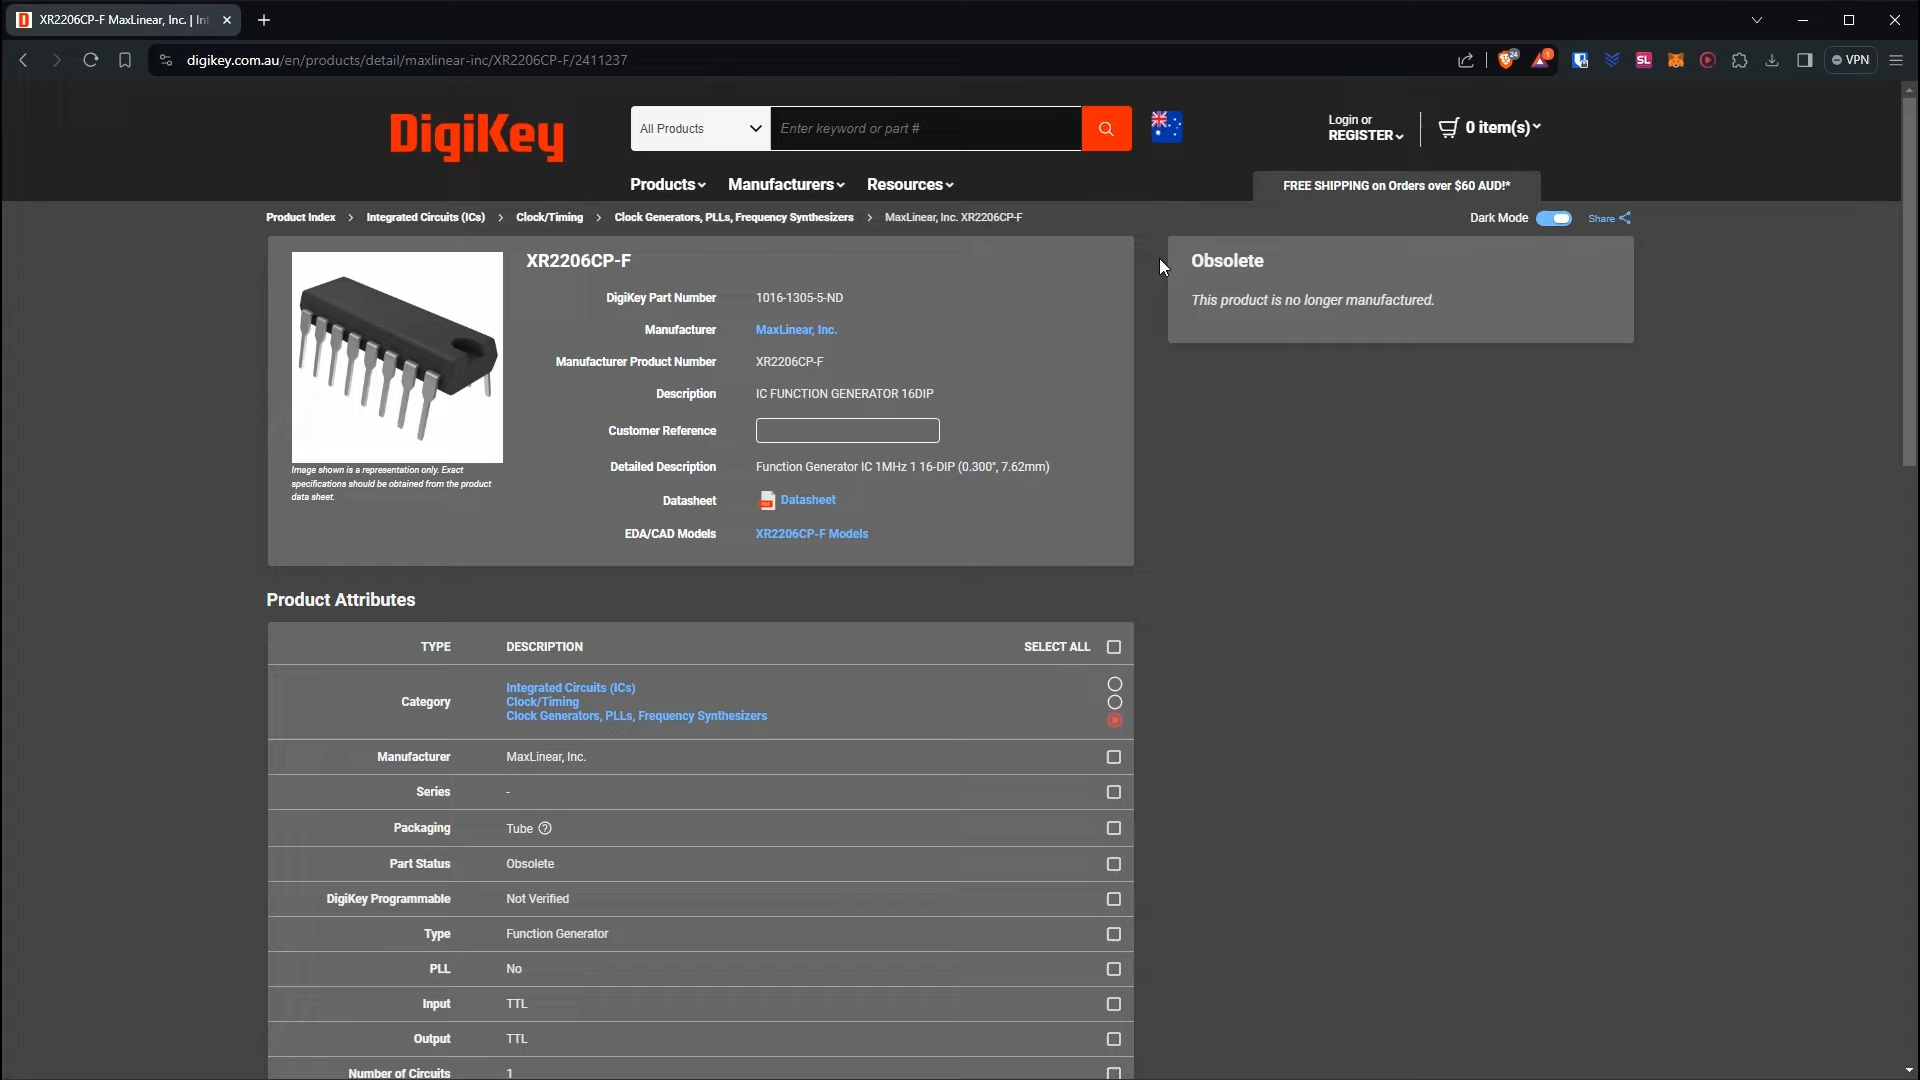 XR2206CP-F MaxLinear, Inc. | In
digikey.com.au/en/products/detail/maxlinear-inc/XR2206CP-F/2411237
24
1
SL
VPN
DigiKey
All Products
Enter keyword or part #
Login or
REGISTER
0 item(s)
Products
Manufacturers
Resources
FREE SHIPPING on Orders over $60 AUD!*
Product Index > Integrated Circuits (ICs) > Clock/Timing > Clock Generators, PLLs, Frequency Synthesizers > MaxLinear, Inc. XR2206CP-F
Dark Mode
Share
XR2206CP-F
DigiKey Part Number 1016-1305-5-ND
Manufacturer MaxLinear, Inc.
Manufacturer Product Number XR2206CP-F
Description IC FUNCTION GENERATOR 16DIP
Customer Reference
Detailed Description Function Generator IC 1MHz 1 16-DIP (0.300", 7.62mm)
Datasheet Datasheet
EDA/CAD Models XR2206CP-F Models
Image shown is a representation only. Exact
specifications should be obtained from the product
data sheet.
Obsolete
This product is no longer manufactured.
Product Attributes
TYPE DESCRIPTION SELECT ALL
Category
Integrated Circuits (ICs)
Clock/Timing
Clock Generators, PLLs, Frequency Synthesizers
Manufacturer MaxLinear, Inc.
Series -
Packaging Tube
Part Status Obsolete
DigiKey Programmable Not Verified
Type Function Generator
PLL No
Input TTL
Output TTL
Number of Circuits 1